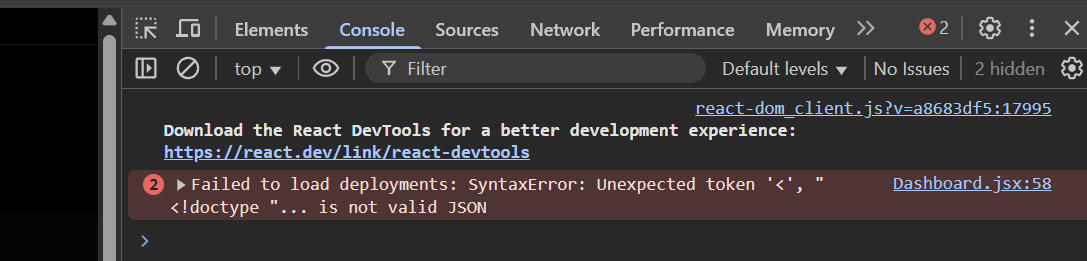 Elements Console Sources Network Performance Memory 2
top Filter Default levels No Issues 2 hidden
react-dom_client.js?v=a8683df5:17995
Download the React DevTools for a better development experience:
https://react.dev/link/react-devtools
2 Failed to load deployments: SyntaxError: Unexpected token '<', " Dashboard.jsx:58
<!doctype "... is not valid JSON